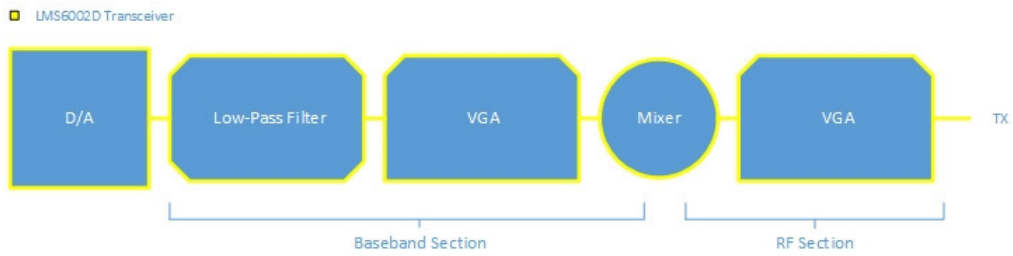 LMS6002D Transceiver
D/A
Low-Pass Filter
VGA
Mixer
VGA
TX
Baseband Section
RF Section